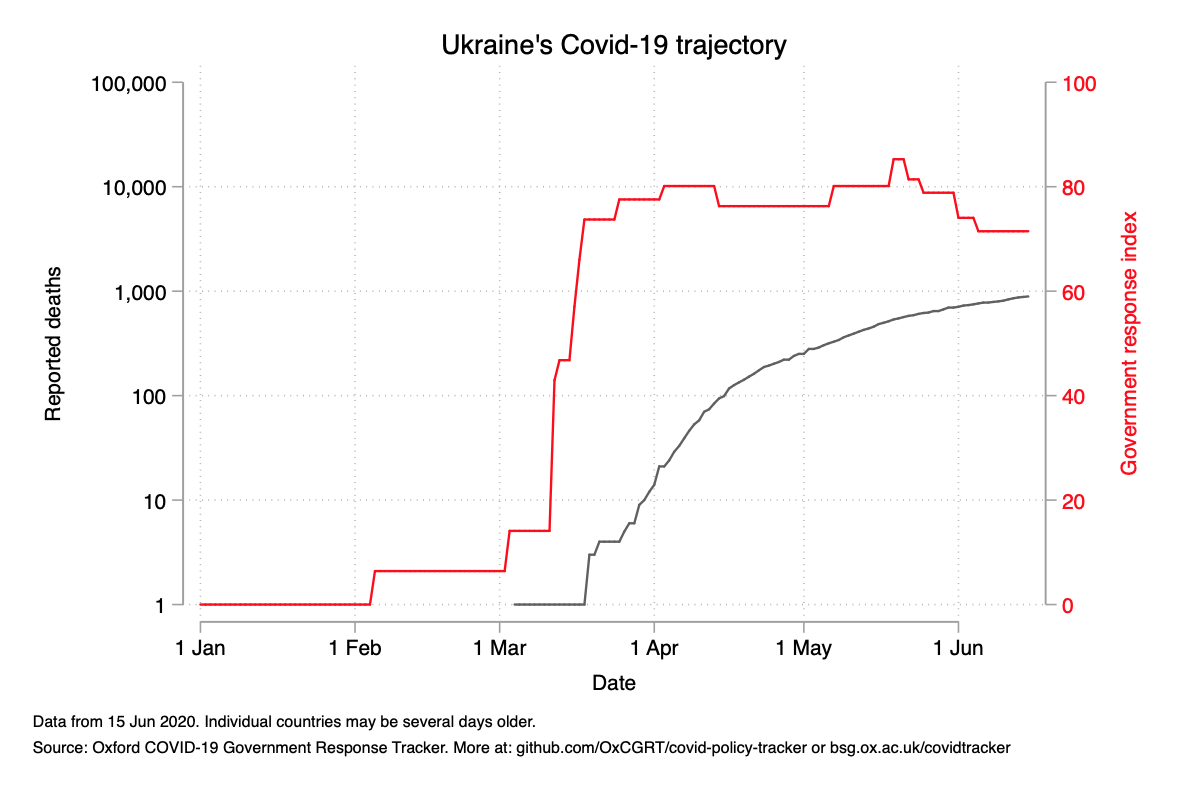 Ukraine's Covid-19 trajectory
100,000
10,000
1,000
100
10
1
Reported deaths
100
80
60
40
20
0
Government response index
1 Jan
1 Feb
1 Mar
1 Apr
1 May
1 Jun
Date
Data from 15 Jun 2020. Individual countries may be several days older.
Source: Oxford COVID-19 Government Response Tracker. More at: github.com/OxCGRT/covid-policy-tracker or bsg.ox.ac.uk/covidtracker